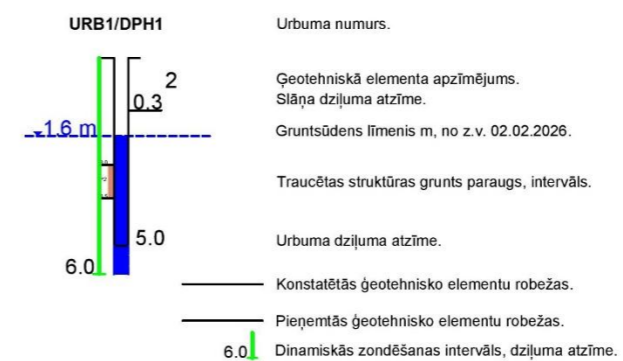 URB1/DPH1 Urbuma numurs.
2 Ģeotehniskā elementa apzīmējums.
0.3 Slāņa dziļuma atzīme.
1.6 m Gruntsūdens līmenis m, no z.v. 02.02.2026.
Traucētas struktūras grunts paraugs, intervāls.
5.0 Urbuma dziļuma atzīme.
6.0
Konstatētās ģeotehnisko elementu robežas.
Pieņemtās ģeotehnisko elementu robežas.
6.0 Dinamiskās zondēšanas intervāls, dziļuma atzīme.